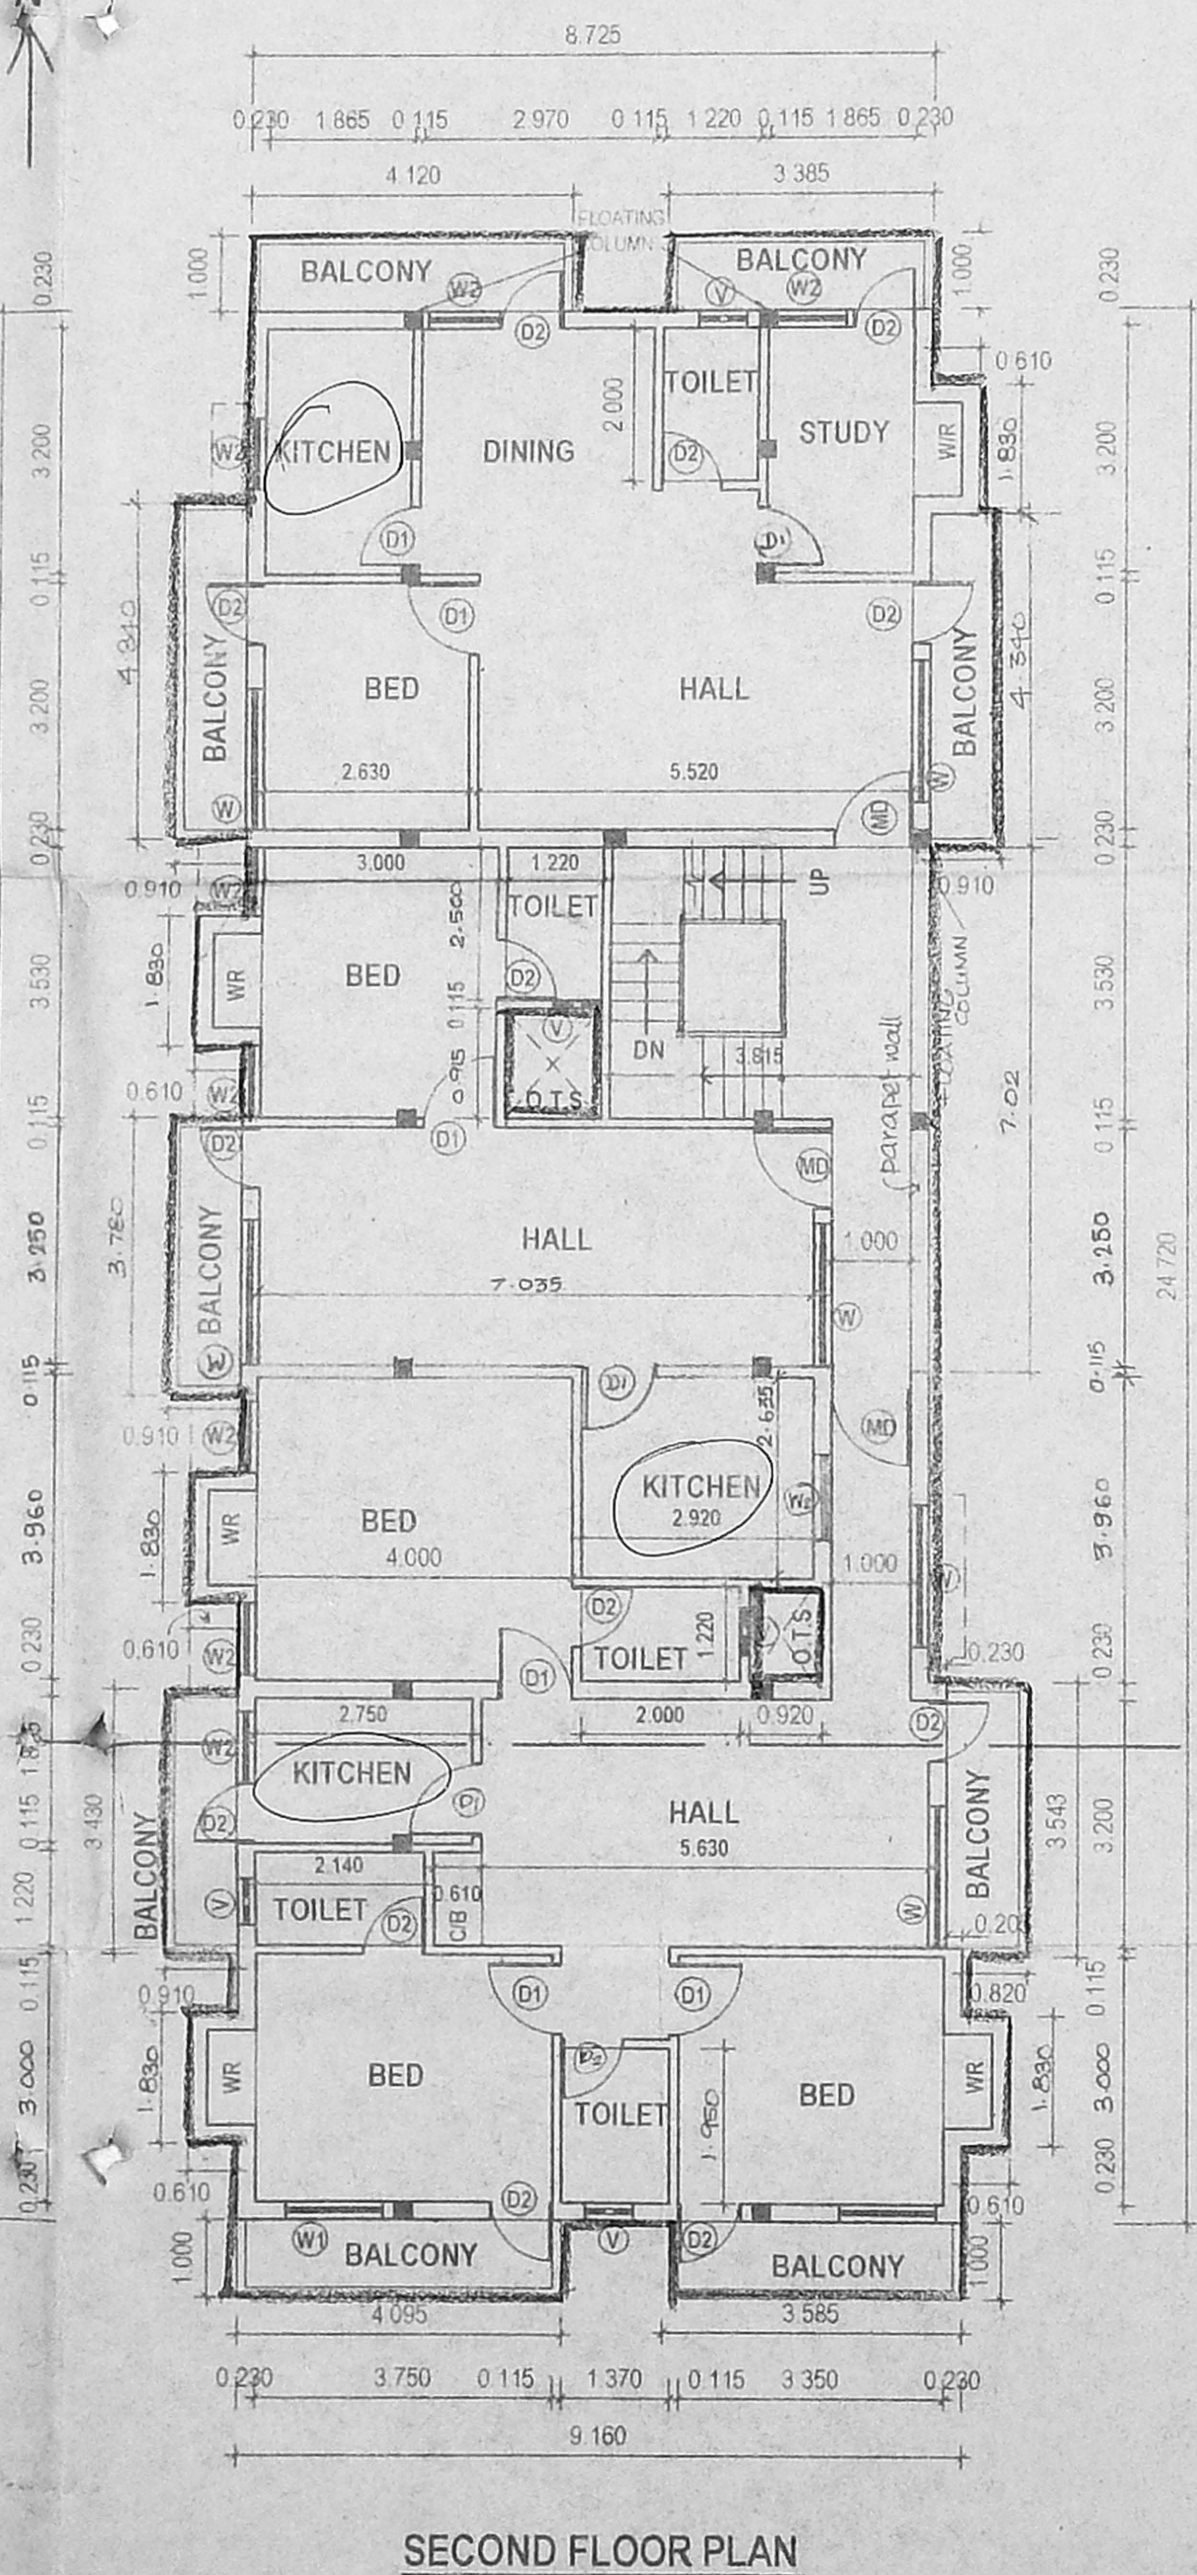 8.725
0.230 1.865 0 115 2.970 0 115 1 220 0.115 1 865 0 230
4.120 3 385
FLOATING
COLUMN
1.000 BALCONY BALCONY 1.000
0.230 W2 V W2 0 230
D2 D2
0 610
TOILET
2.000
3 200 W2 KITCHEN DINING D2 STUDY W/R 1.830 3 200
D1 D1
0 115 0 115
D2 D1 D2
4.340
BALCONY BED HALL BALCONY
3 200 3 200
2.630 5.520
W W
MD
0.230 0 230
3.000 1.220 UP
0.910 W2 0.910
TOILET
2.500
1.830 WR BED D2 COLUMN
3 530 3 530
0 115 V
DN 3.815
0.610 W2 0.915 O.T.S parapet wall 7.02
0 115 D2 D1 MD 0 115
3.780 BALCONY HALL 1.000
3.250 7.035 3.250
W 24 720
0.115 D1 0.115
2.635
0.910 W2 MD
KITCHEN
BED 2.920
3.960 1.830 WR 4.000 3.960
1.000
D2
0.610 W2 TOILET 1.220 O.T.S 0.230
0.230 D1 0.230
2.750 2.000 0.920
W2 D2
KITCHEN
D2 D1 HALL
0 115 3 430 5.630 BALCONY 3 543 3 200
BALCONY 2.140
0.610
1 220 V TOILET D2 C/B W
0 115 0.910 D1 D1 0.820 0.115
D2
BED BED
3.000 1.830 WR TOILET WR 1.830 3.000
1.950
0.230 0.610 D2 0.610 0.230
W1 V D2
1.000 BALCONY BALCONY 1.000
4.095 3.585
0.230 3.750 0 115 1 370 0 115 3 350 0.230
9.160
SECOND FLOOR PLAN